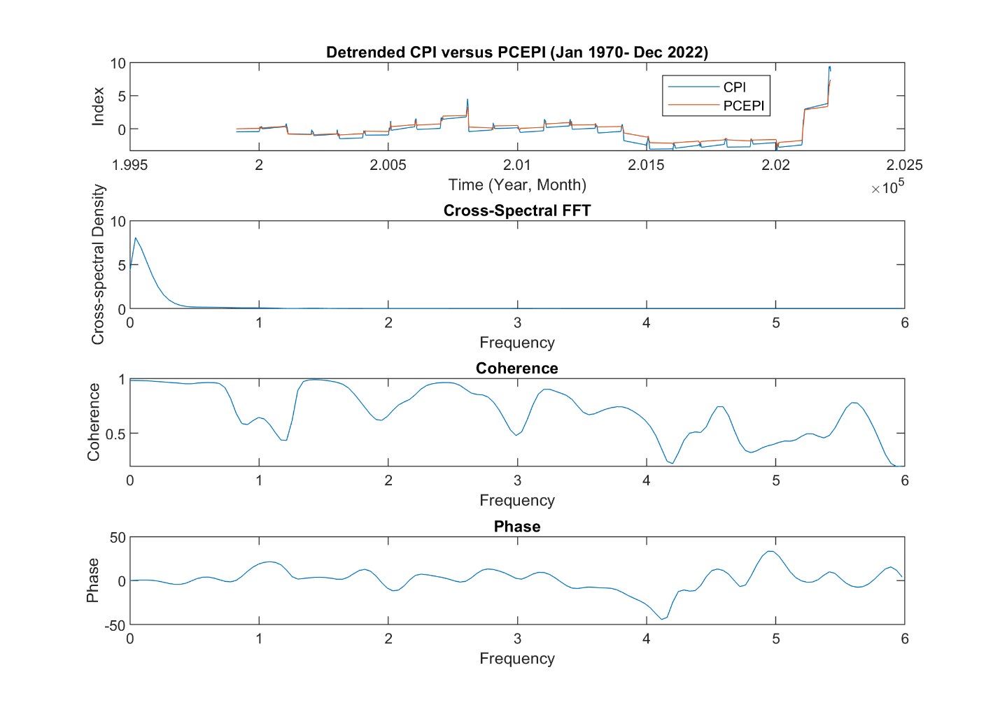 Detrended CPI versus PCEPI (Jan 1970- Dec 2022)
Index
10
5
0
CPI
PCEPI
1.995 2 2.005 2.01 2.015 2.02 2.025
Time (Year, Month)
×10^5
Cross-Spectral FFT
Cross-spectral Density
10
5
0
0 1 2 3 4 5 6
Frequency
Coherence
Coherence
1
0.5
0 1 2 3 4 5 6
Frequency
Phase
Phase
50
0
-50
0 1 2 3 4 5 6
Frequency